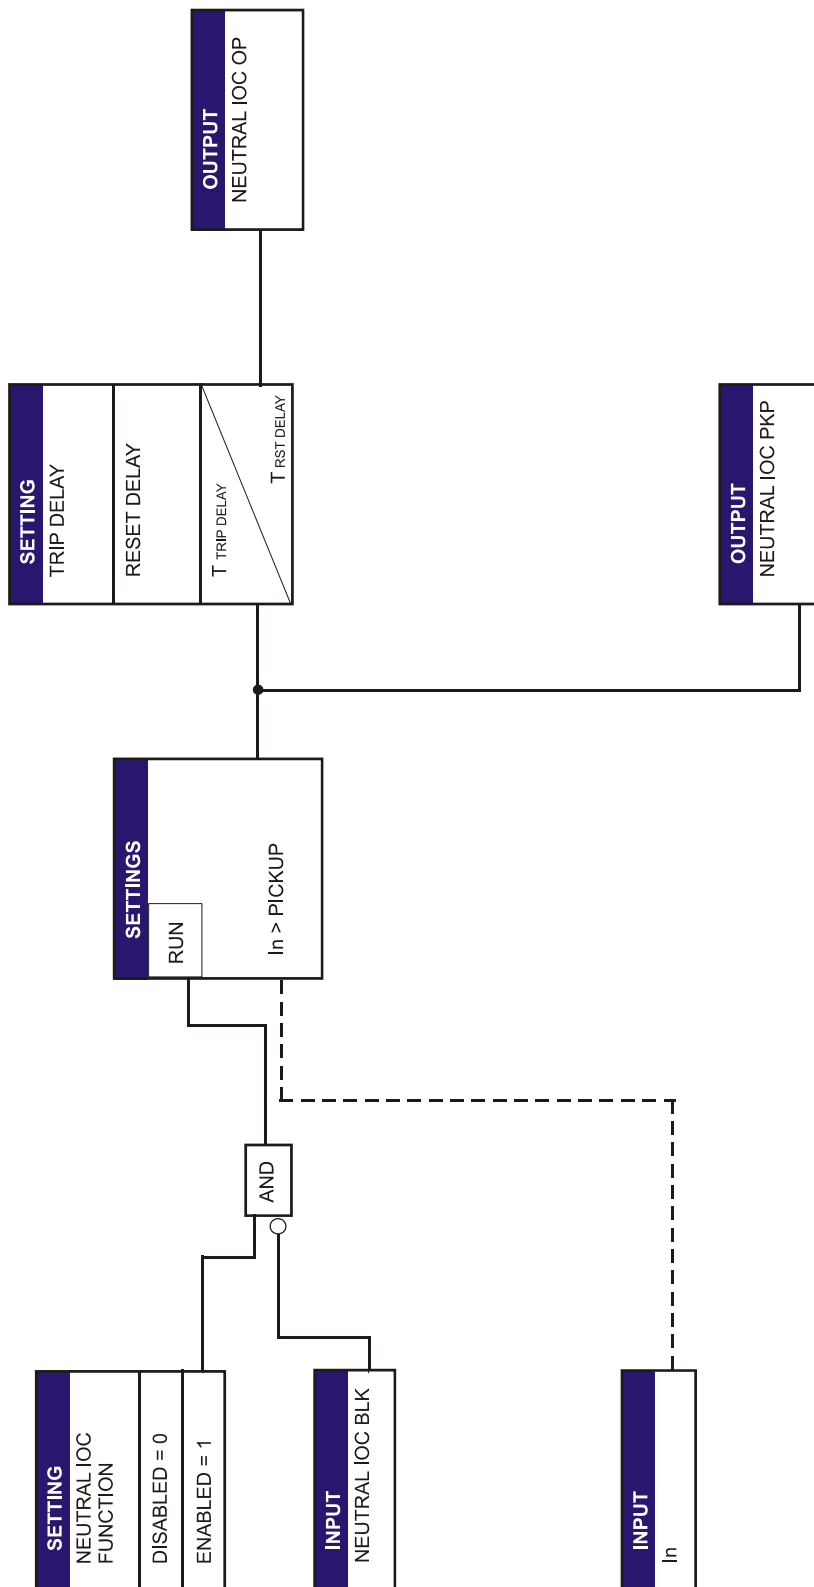 SETTING
NEUTRAL IOC
FUNCTION
DISABLED = 0
ENABLED = 1
INPUT
NEUTRAL IOC BLK
INPUT
In
AND
SETTINGS
RUN
In > PICKUP
SETTING
TRIP DELAY
RESET DELAY
T TRIP DELAY
T RST DELAY
OUTPUT
NEUTRAL IOC PKP
OUTPUT
NEUTRAL IOC OP